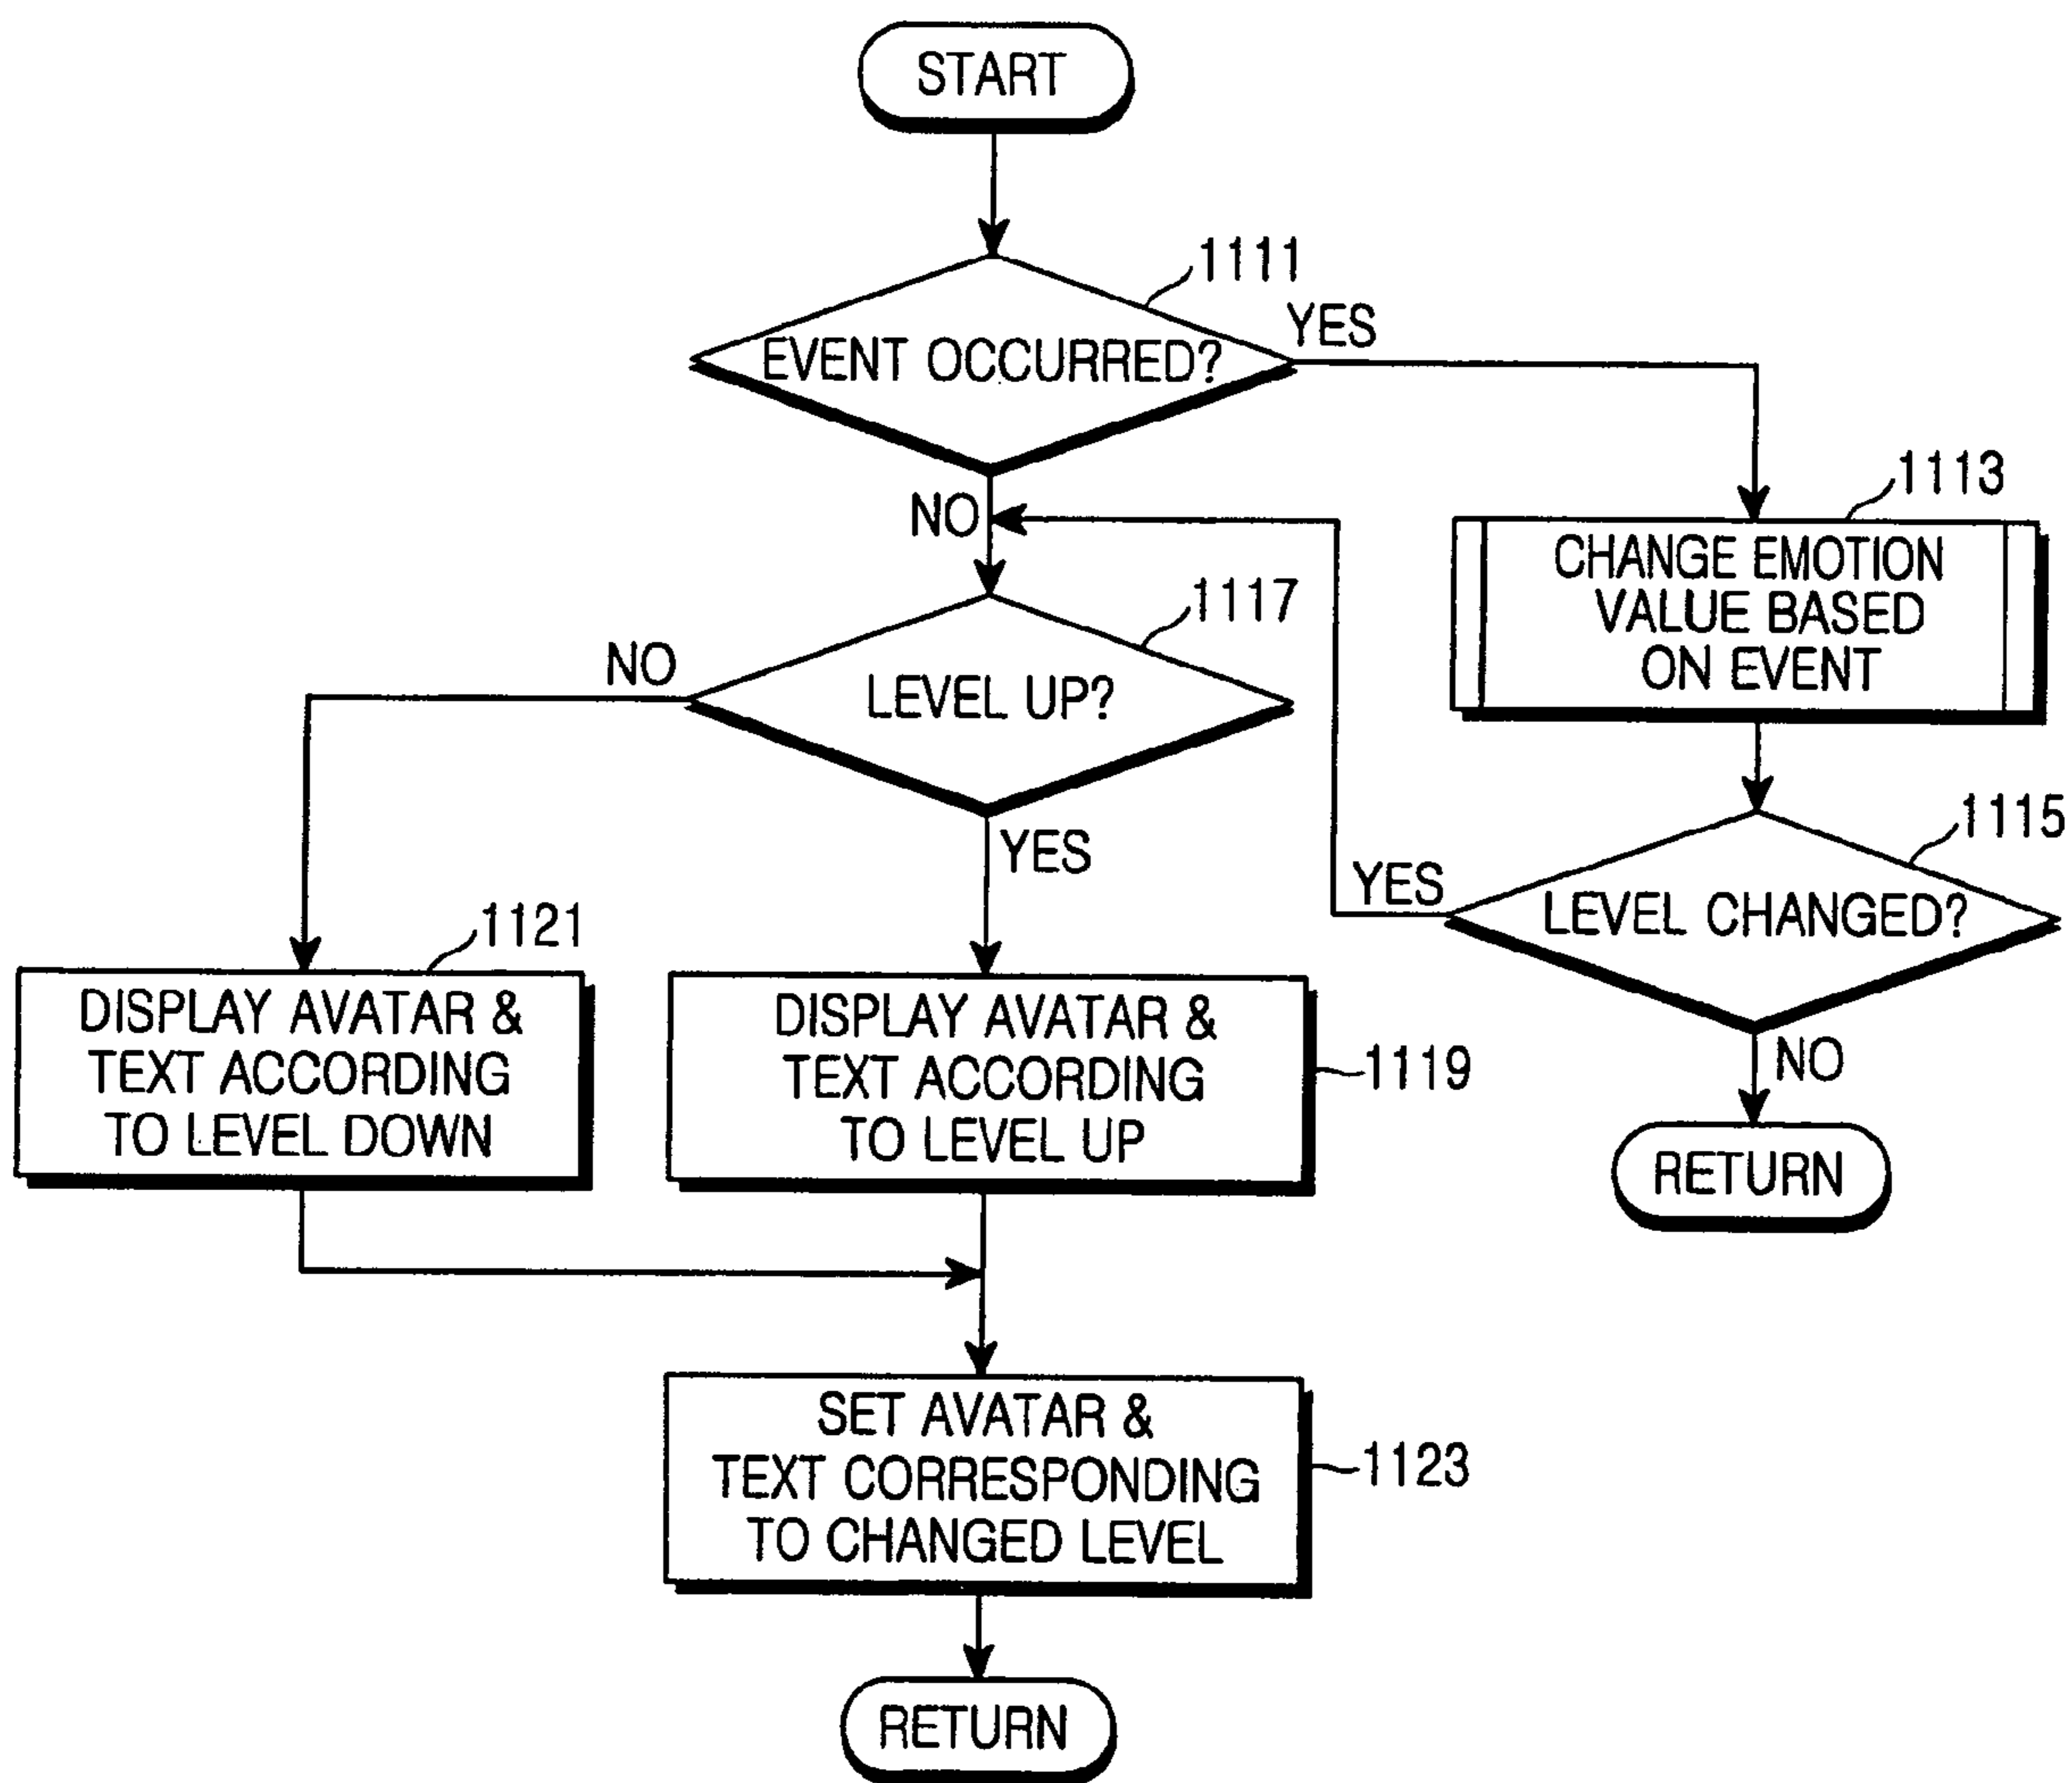 START
1111
EVENT OCCURRED?
YES
NO
1113
CHANGE EMOTION
VALUE BASED
ON EVENT
1117
LEVEL UP?
NO
YES
1115
LEVEL CHANGED?
YES
NO
RETURN
1121
DISPLAY AVATAR &
TEXT ACCORDING
TO LEVEL DOWN
DISPLAY AVATAR &
TEXT ACCORDING
TO LEVEL UP
1119
SET AVATAR &
TEXT CORRESPONDING
TO CHANGED LEVEL
1123
RETURN